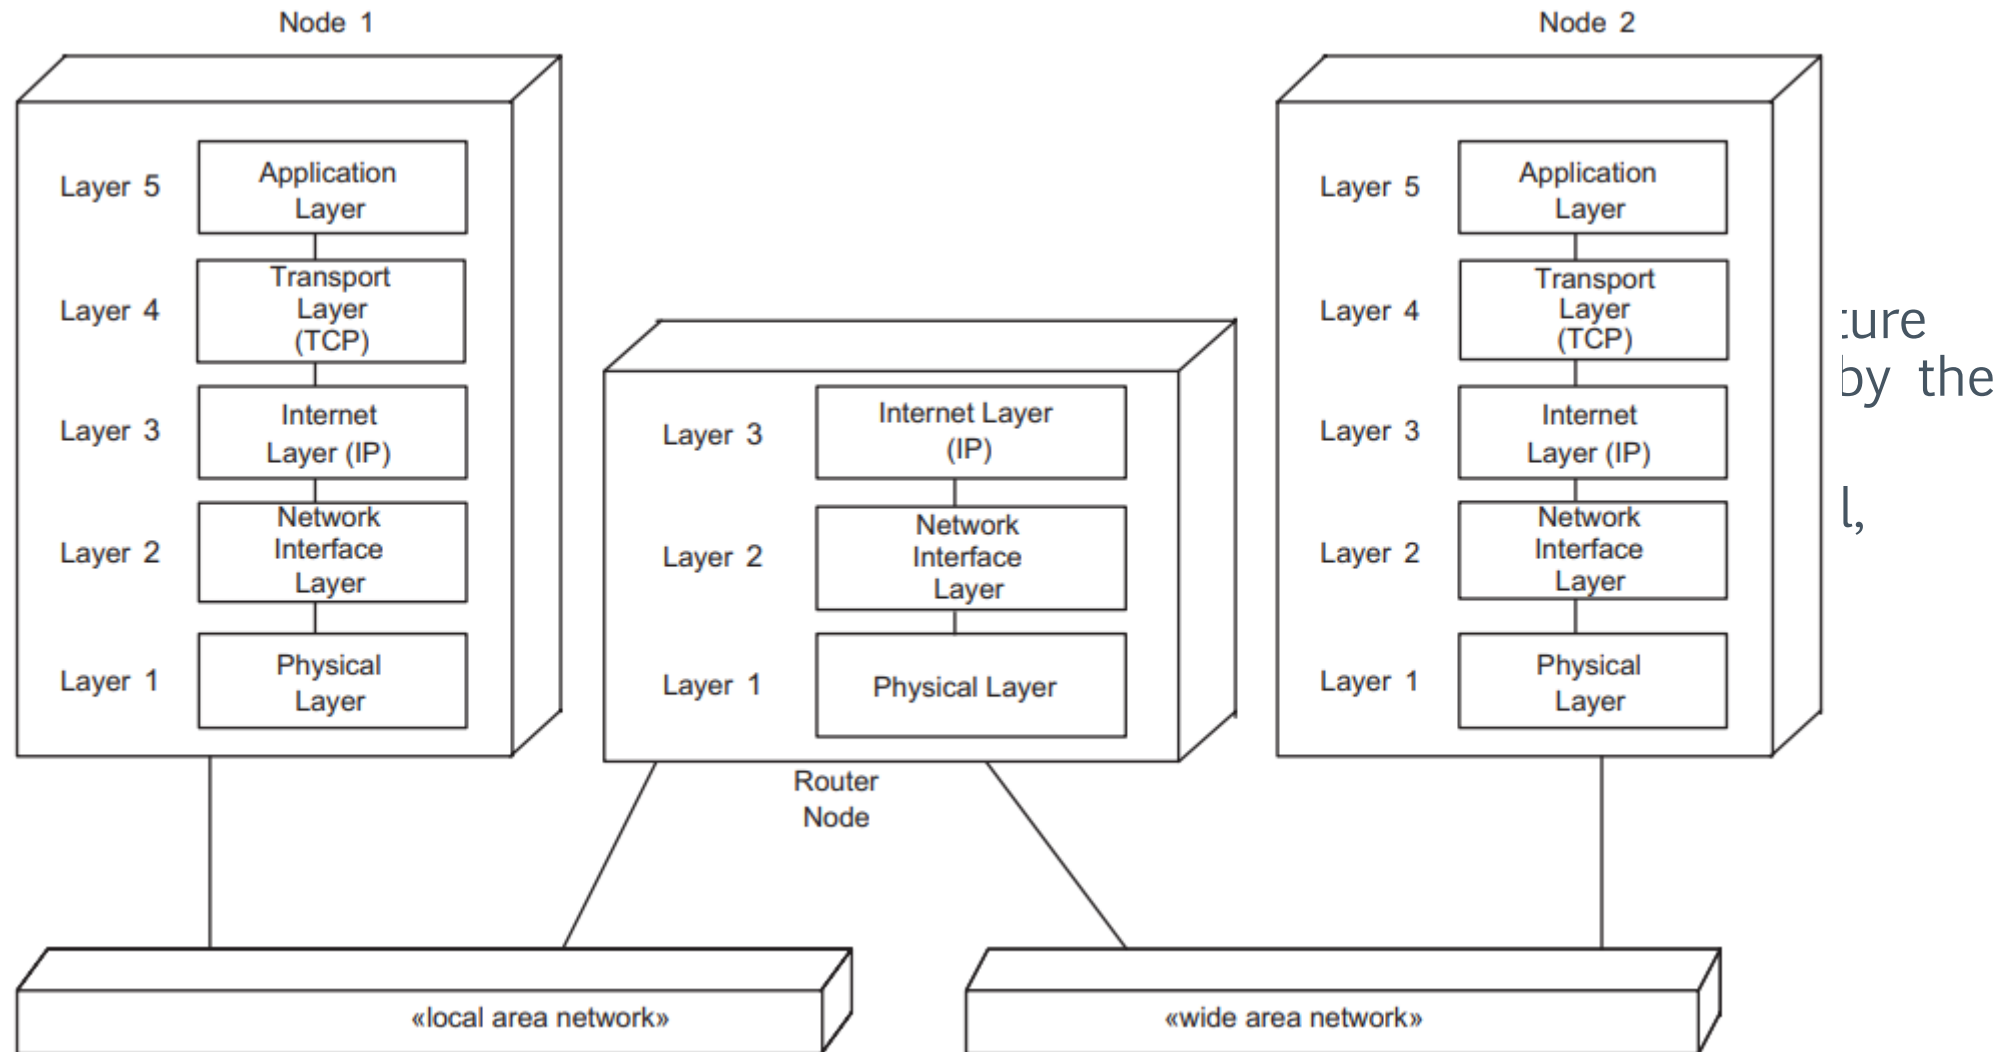 Node 1
Layer 5
Application
Layer
Layer 4
Transport
Layer
(TCP)
Layer 3
Internet
Layer (IP)
Layer 2
Network
Interface
Layer
Layer 1
Physical
Layer
Layer 3
Internet Layer
(IP)
Layer 2
Network
Interface
Layer
Layer 1
Physical Layer
Router
Node
Node 2
Layer 5
Application
Layer
Layer 4
Transport
Layer
(TCP)
Layer 3
Internet
Layer (IP)
Layer 2
Network
Interface
Layer
Layer 1
Physical
Layer
ture
by the
l,
«local area network»
«wide area network»